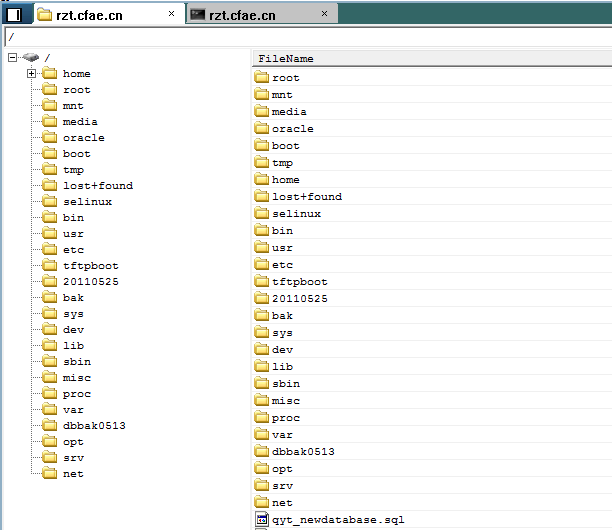 rzt.cfae.cn × rzt.cfae.cn ×
/
/
home
root
mnt
media
oracle
boot
tmp
lost+found
selinux
bin
usr
etc
tftpboot
20110525
bak
sys
dev
lib
sbin
misc
proc
var
dbbak0513
opt
srv
net
FileName
root
mnt
media
oracle
boot
tmp
home
lost+found
selinux
bin
usr
etc
tftpboot
20110525
bak
sys
dev
lib
sbin
misc
proc
var
dbbak0513
opt
srv
net
qyt_newdatabase.sql